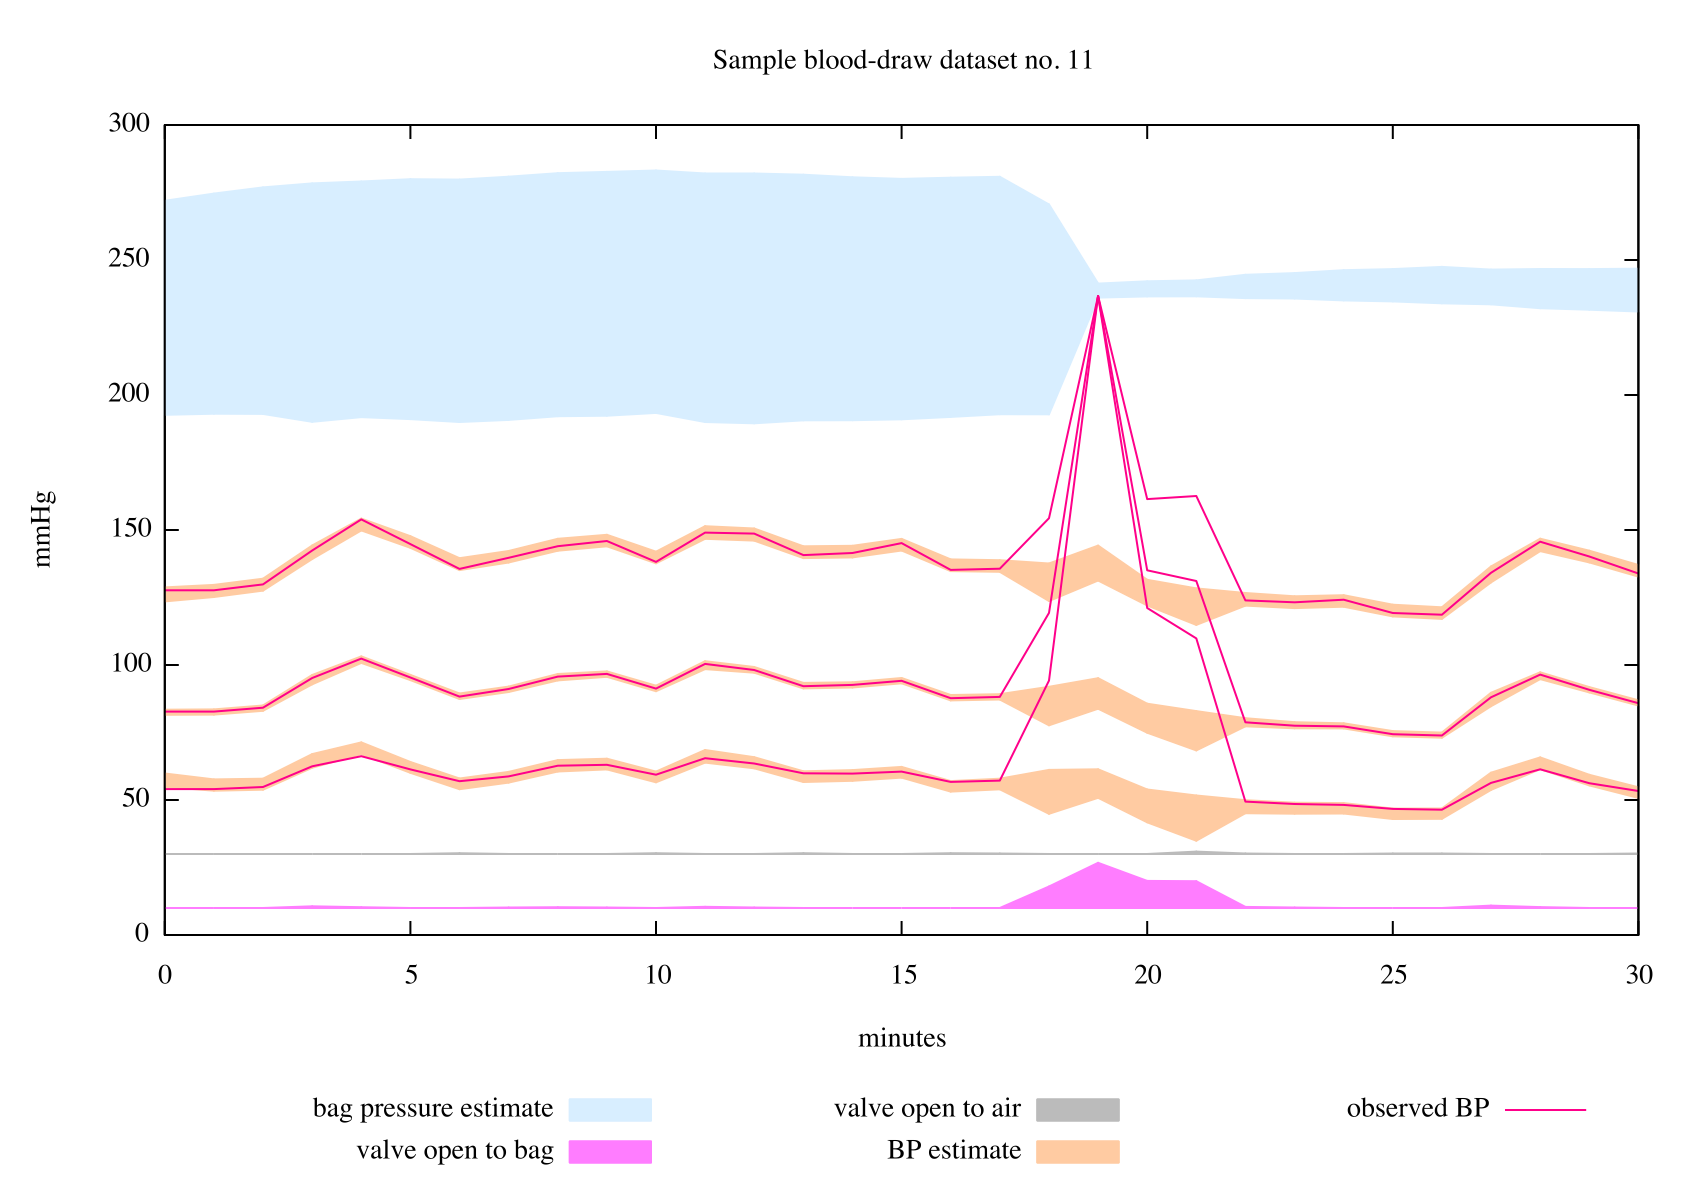 Sample blood-draw dataset no. 11
300
250
200
150
100
50
0
mmHg
0 5 10 15 20 25 30
minutes
bag pressure estimate valve open to air observed BP
valve open to bag BP estimate